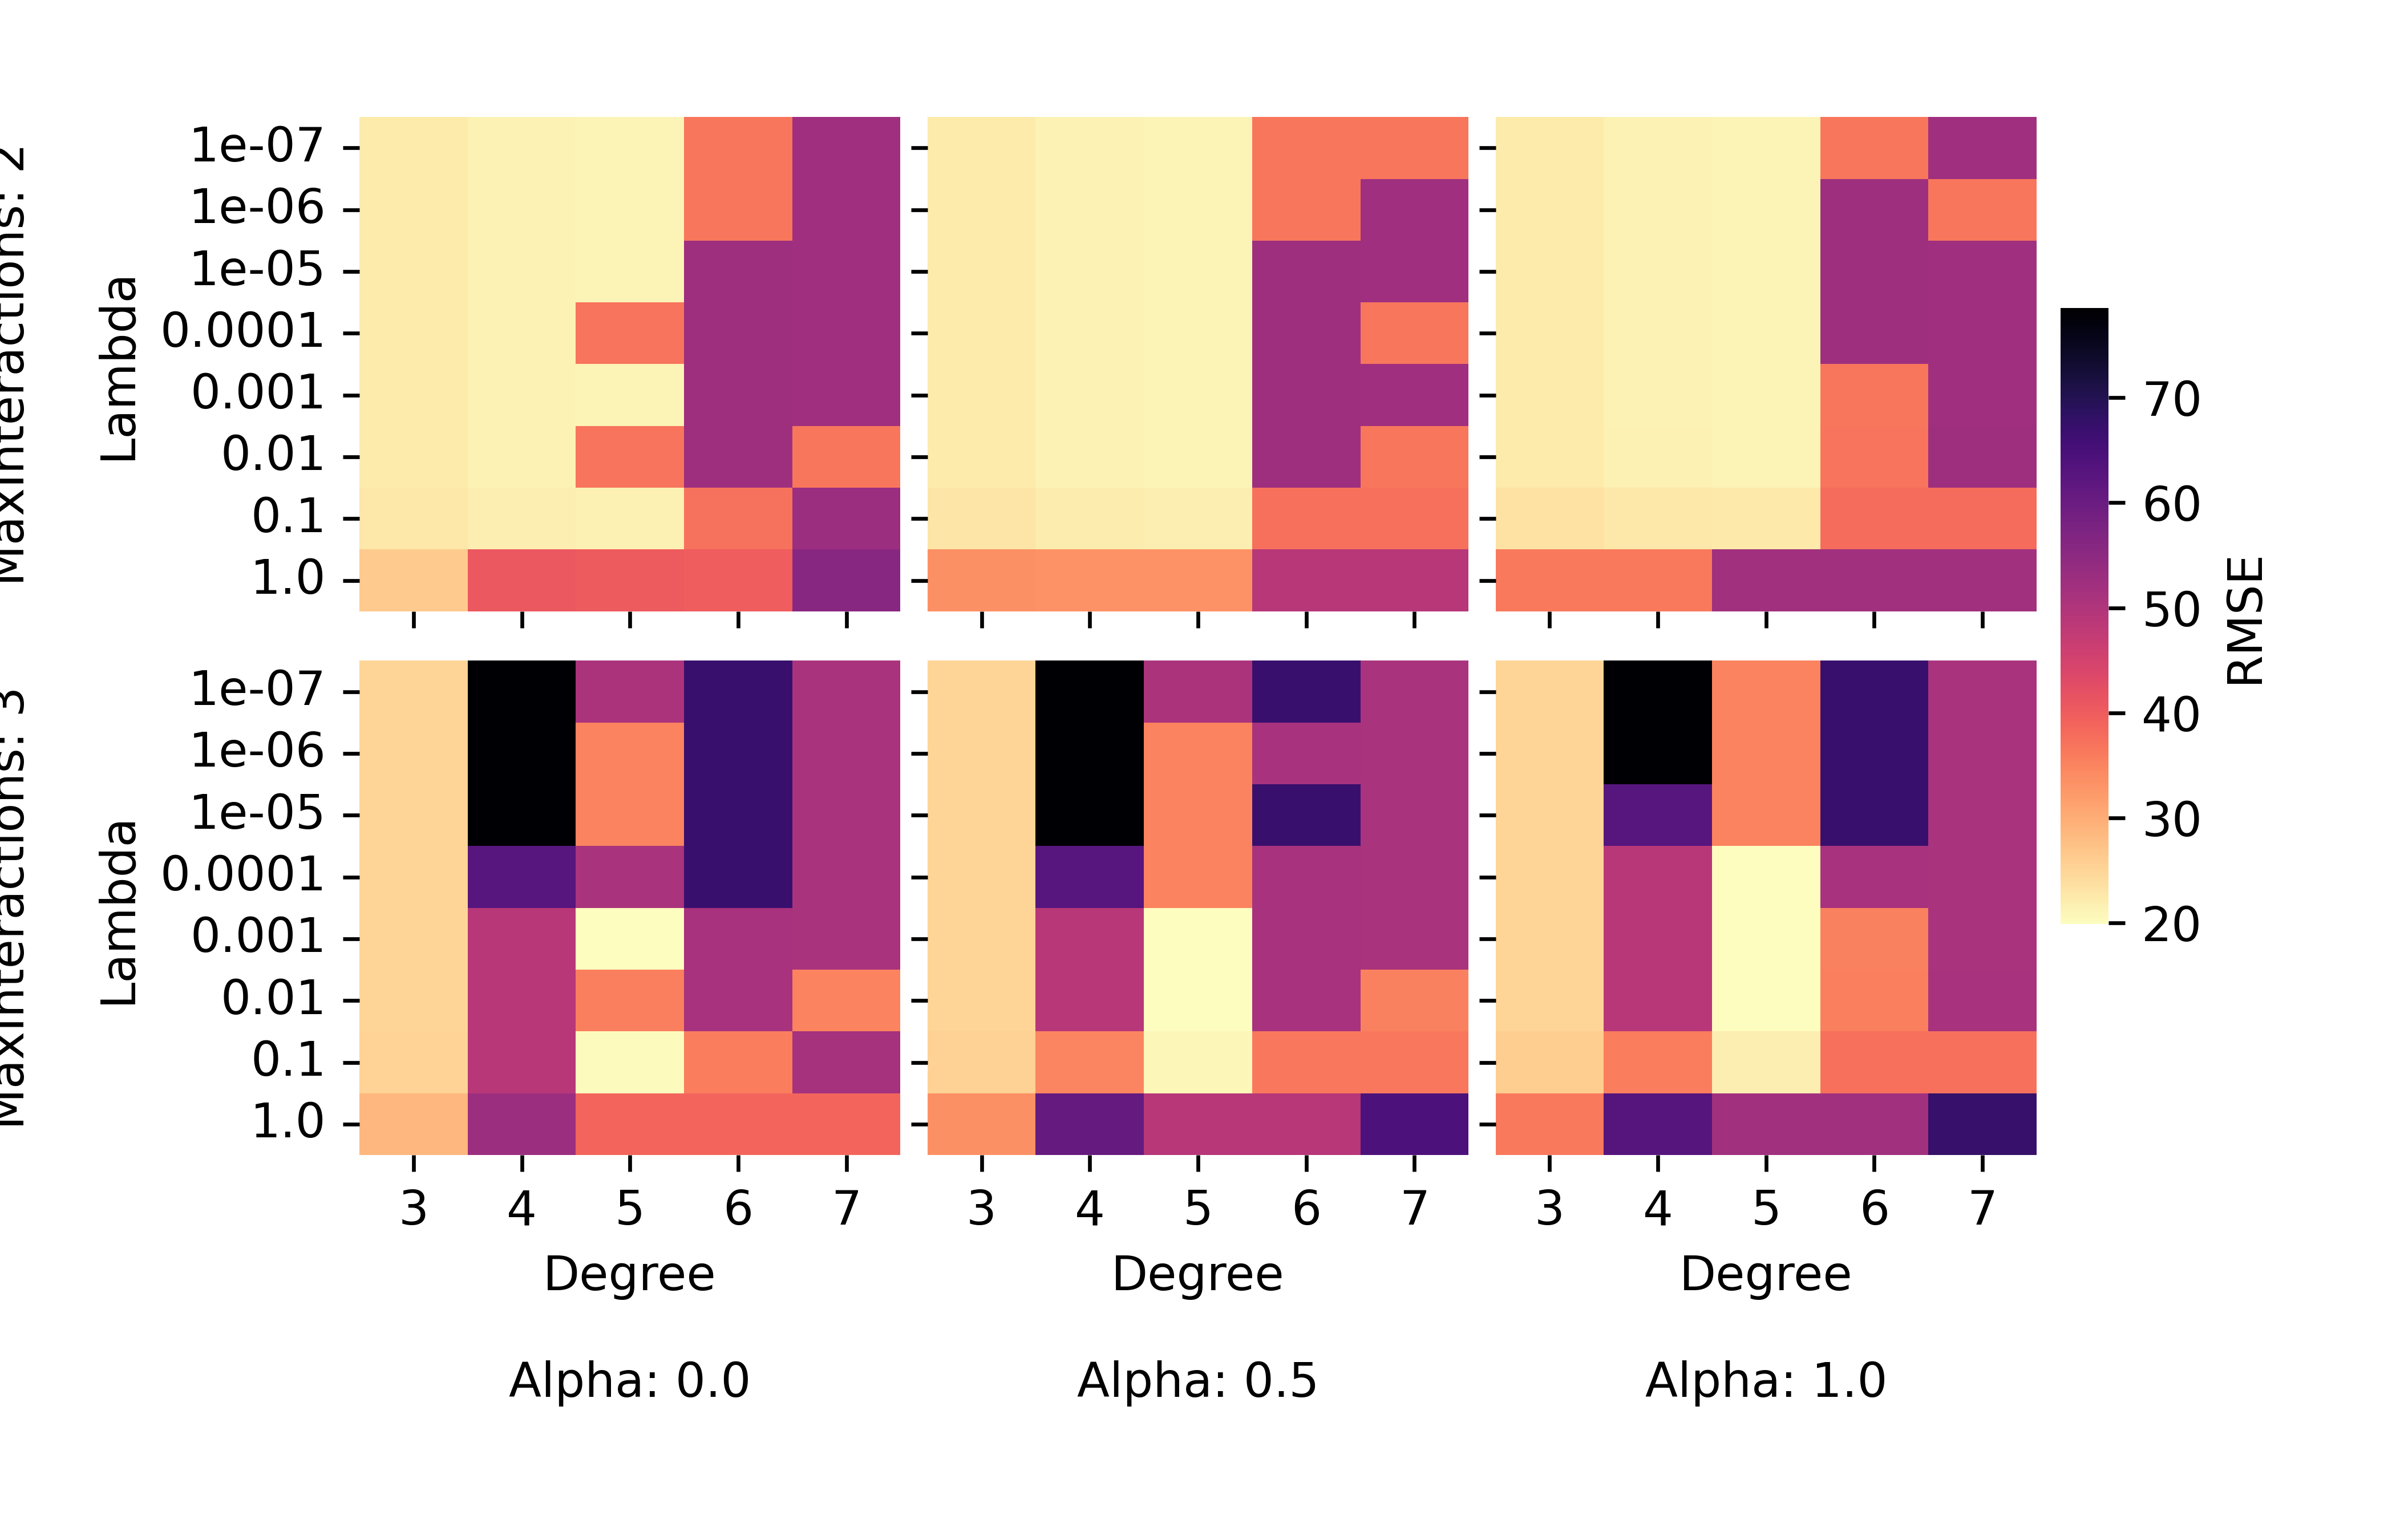 MaxInteractions: 2
Lambda
1e-07
1e-06
1e-05
0.0001
0.001
0.01
0.1
1.0
MaxInteractions: 3
Lambda
1e-07
1e-06
1e-05
0.0001
0.001
0.01
0.1
1.0
3 4 5 6 7
Degree
Alpha: 0.0
3 4 5 6 7
Degree
Alpha: 0.5
3 4 5 6 7
Degree
Alpha: 1.0
70
60
50
40
30
20
RMSE